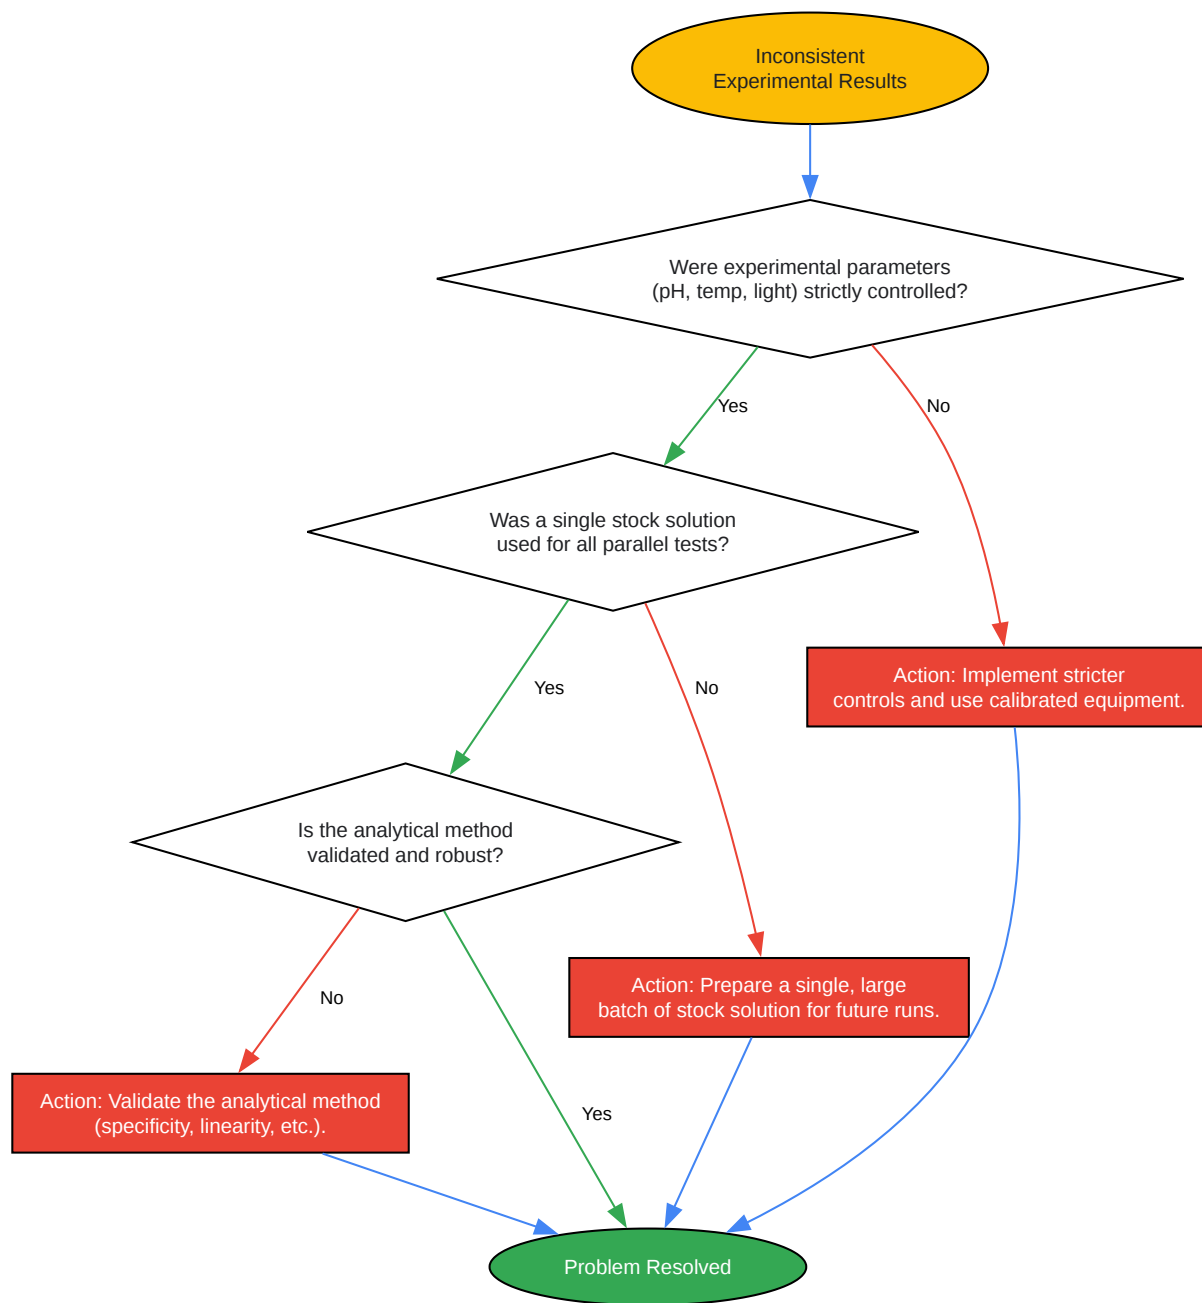 Inconsistent
Experimental Results
Were experimental parameters
(pH, temp, light) strictly controlled?
Yes
No
Was a single stock solution
used for all parallel tests?
Yes
No
Action: Implement stricter
controls and use calibrated equipment.
Is the analytical method
validated and robust?
No
Yes
Action: Prepare a single, large
batch of stock solution for future runs.
Action: Validate the analytical method
(specificity, linearity, etc.).
Problem Resolved